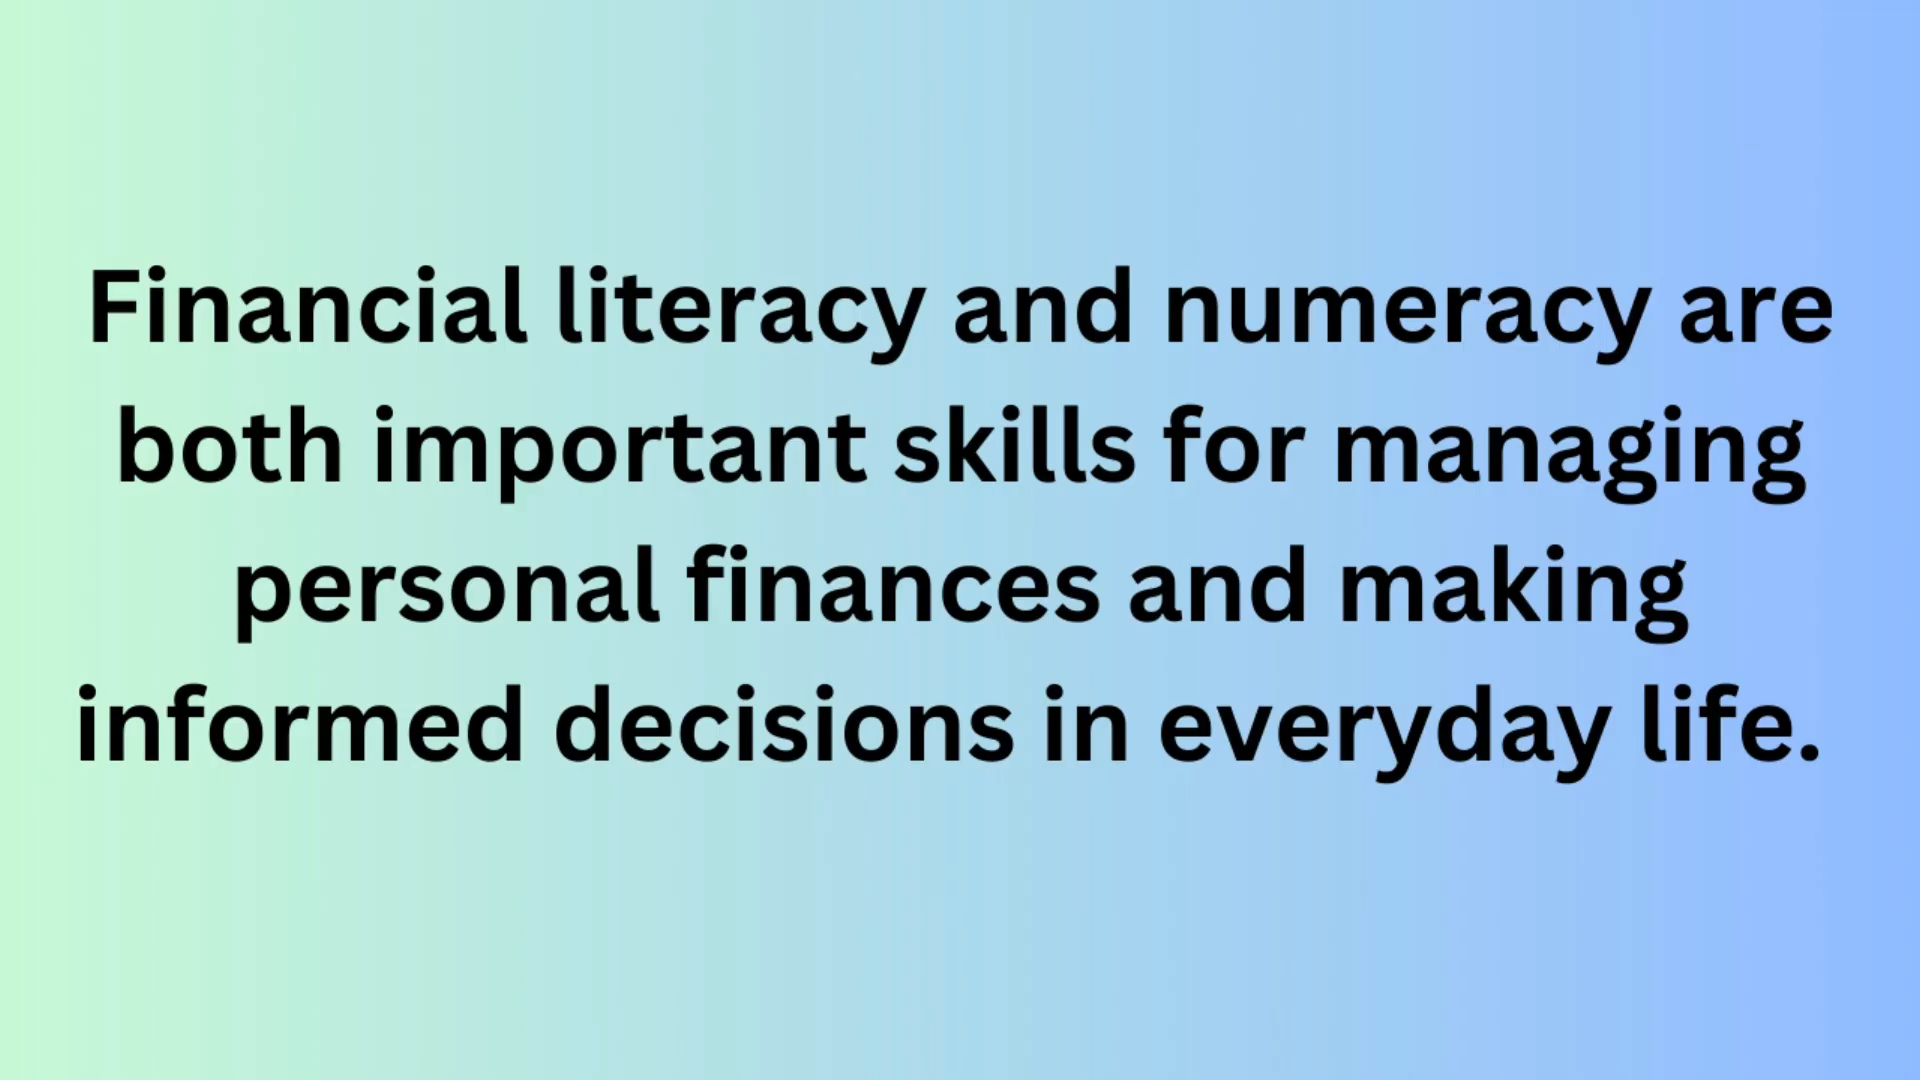 Financial literacy and numeracy are
both important skills for managing
personal finances and making
informed decisions in everyday life.